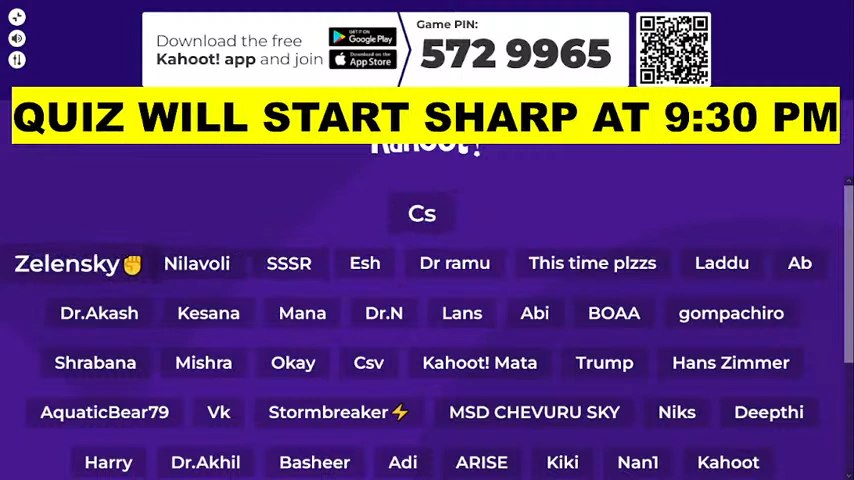 Download the free
Kahoot! app and join
GET IT ON
Google Play
Download on the
App Store
Game PIN:
572 9965
QUIZ WILL START SHARP AT 9:30 PM
Kahoot!
Cs
Zelensky✊ Nilavoli SSSR Esh Dr ramu This time plzzs Laddu Ab
Dr.Akash Kesana Mana Dr.N Lans Abi BOAA gompachiro
Shrabana Mishra Okay Csv Kahoot! Mata Trump Hans Zimmer
AquaticBear79 Vk Stormbreaker⚡ MSD CHEVURU SKY Niks Deepthi
Harry Dr.Akhil Basheer Adi ARISE Kiki Nan1 Kahoot